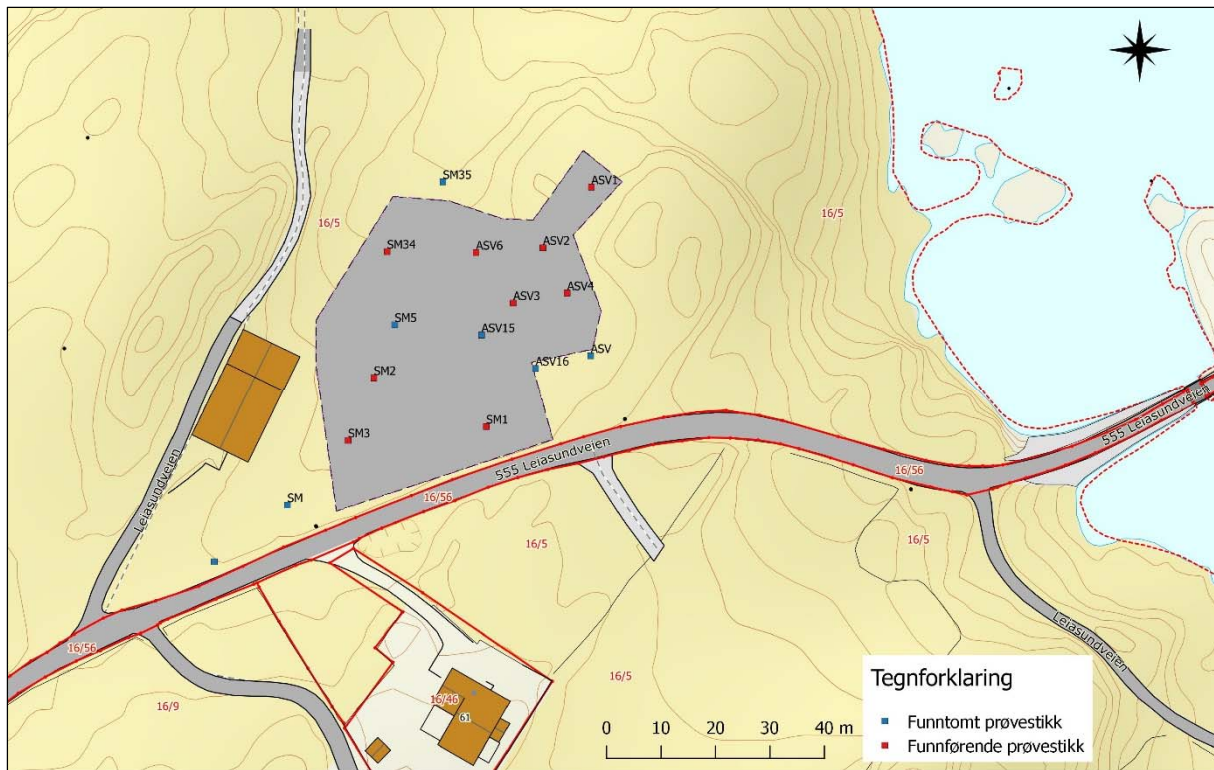 SM35
ASV1
16/5
16/5
SM34
ASV6
ASV2
ASV4
ASV3
SM5
ASV15
ASV
ASV16
SM2
SM1
SM3
555 Leiasundveien
555 Leiasundveien
16/56
16/56
Leiasundveien
SM
16/5
16/5
Leiasundveien
16/56
16/5
16/9
16/46
61
Tegnforklaring
Funntomt prøvestikk
Funnførende prøvestikk
0 10 20 30 40 m